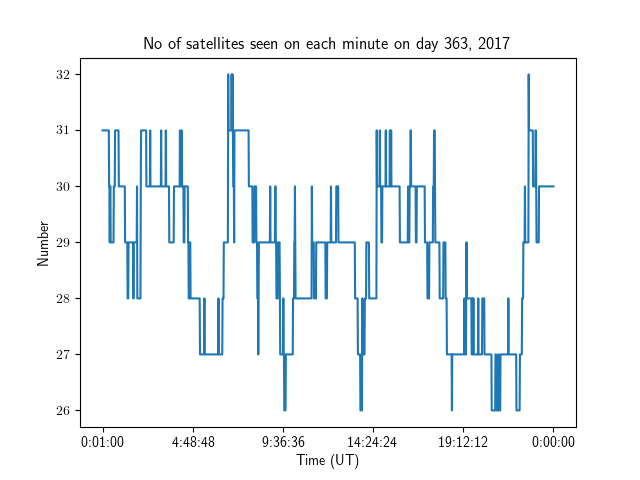 No of satellites seen on each minute on day 363, 2017
32
31
30
29
28
27
26
Number
0:01:00 4:48:48 9:36:36 14:24:24 19:12:12 0:00:00
Time (UT)